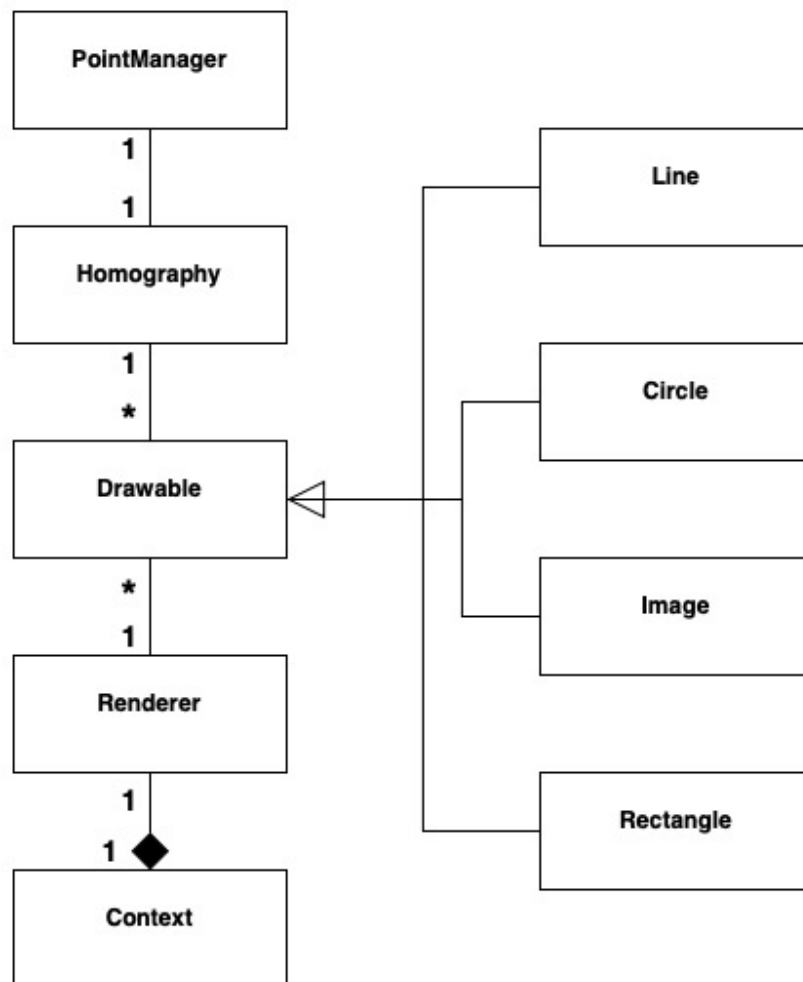 PointManager
1
1
Homography
1
*
Drawable
*
1
Renderer
1
1
Context
Line
Circle
Image
Rectangle